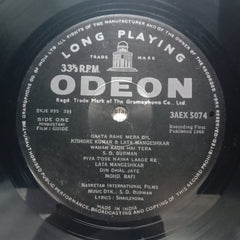 LONG PLAYING
33⅓ R.P.M.
TRADE MARK
ODEON
Regd. Trade Mark of The Gramophone Co. Ltd.
3AEX 5074
SIDE ONE
HINDUSTANI
FILM: GUIDE
Recording First
Published 1966
GAATA RAHE MERA DIL
KISHORE KUMAR & LATA MANGESHKAR
WAHAN KAUN HAI TERA
S. D. BURMAN
PIYA TOSE NAINA LAAGE RE
LATA MANGESHKAR
DIN DHAL JAYE
MOHD. RAFI
NAVKETAN INTERNATIONAL FILMS
MUSIC DTN.: S. D. BURMAN
LYRICS: SHAILENDRA
MADE IN INDIA